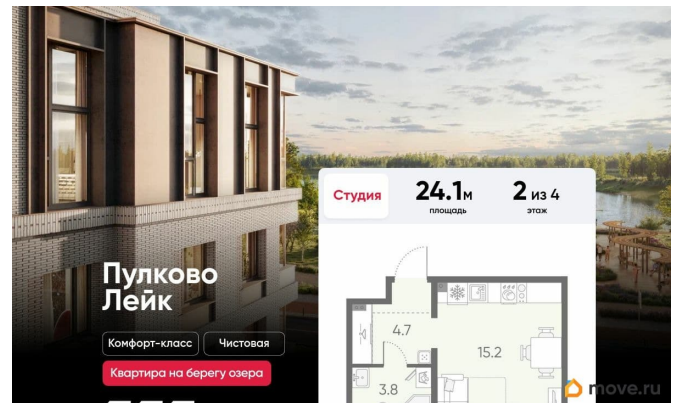 Студия
24.1м
площадь
2 из 4
этаж
Пулково
Лейк
Комфорт-класс
Чистовая
Квартира на берегу озера
4.7
15.2
3.8
move.ru